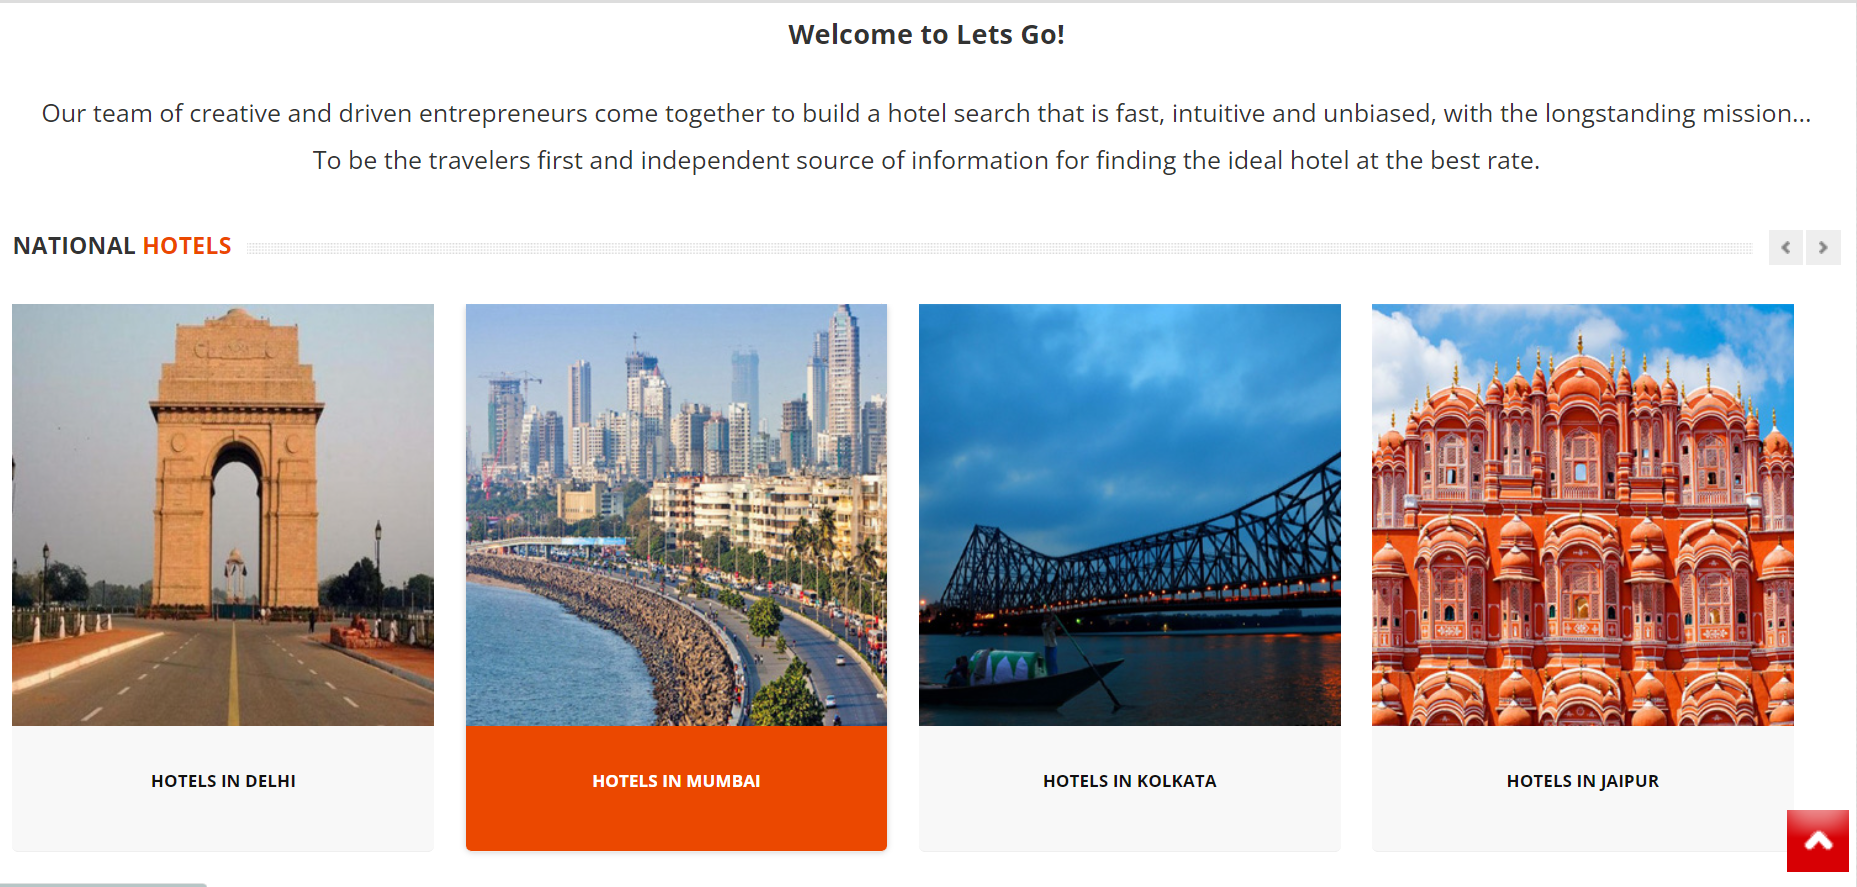 Welcome to Lets Go!
Our team of creative and driven entrepreneurs come together to build a hotel search that is fast, intuitive and unbiased, with the longstanding mission...
To be the travelers first and independent source of information for finding the ideal hotel at the best rate.
NATIONAL HOTELS
HOTELS IN DELHI
HOTELS IN MUMBAI
HOTELS IN KOLKATA
HOTELS IN JAIPUR